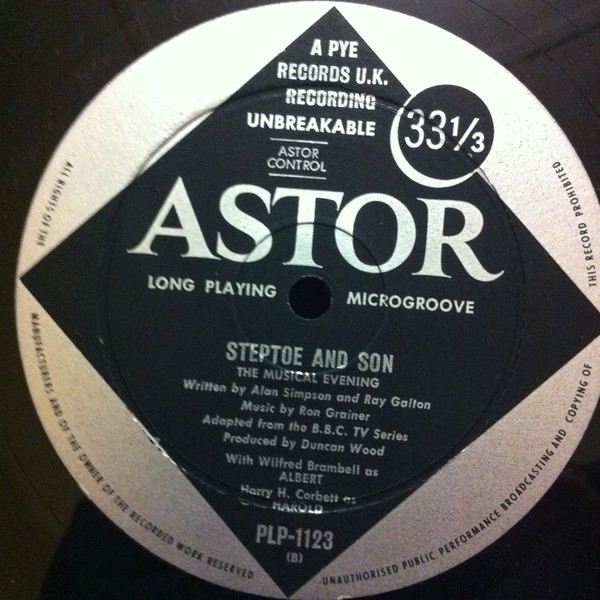 A PYE
RECORDS U.K.
RECORDING
UNBREAKABLE
33 1/3
ASTOR
CONTROL
ASTOR
LONG PLAYING MICROGROOVE
STEPTOE AND SON
THE MUSICAL EVENING
Written by Alan Simpson and Ray Galton
Music by Ron Grainer
Adapted from the B.B.C. TV Series
Produced by Duncan Wood
With Wilfred Brambell as
ALBERT
Harry H. Corbett as
HAROLD
PLP-1123
(B)
ALL RIGHTS OF THE
MANUFACTURERS AND OF THE OWNER OF THE RECORDED WORK RESERVED
UNAUTHORISED PUBLIC PERFORMANCE BROADCASTING AND COPYING OF
THIS RECORD PROHIBITED